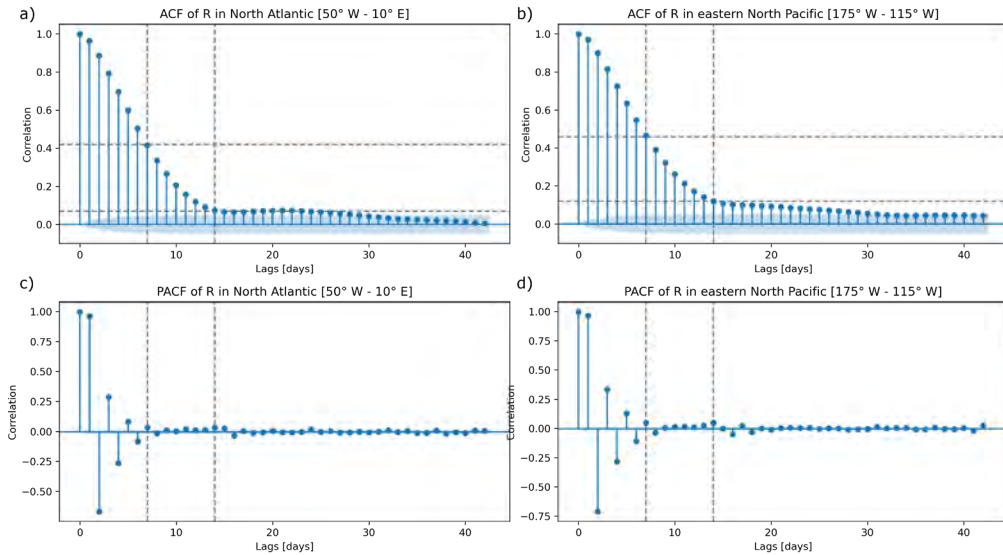 a)
ACF of R in North Atlantic [50° W - 10° E]
1.0
0.8
0.6
0.4
0.2
0.0
Correlation
0
10
20
30
40
Lags [days]
b)
ACF of R in eastern North Pacific [175° W - 115° W]
1.0
0.8
0.6
0.4
0.2
0.0
Correlation
0
10
20
30
40
Lags [days]
c)
PACF of R in North Atlantic [50° W - 10° E]
1.00
0.75
0.50
0.25
0.00
−0.25
−0.50
Correlation
0
10
20
30
40
Lags [days]
d)
PACF of R in eastern North Pacific [175° W - 115° W]
1.00
0.75
0.50
0.25
0.00
−0.25
−0.50
−0.75
Correlation
0
10
20
30
40
Lags [days]